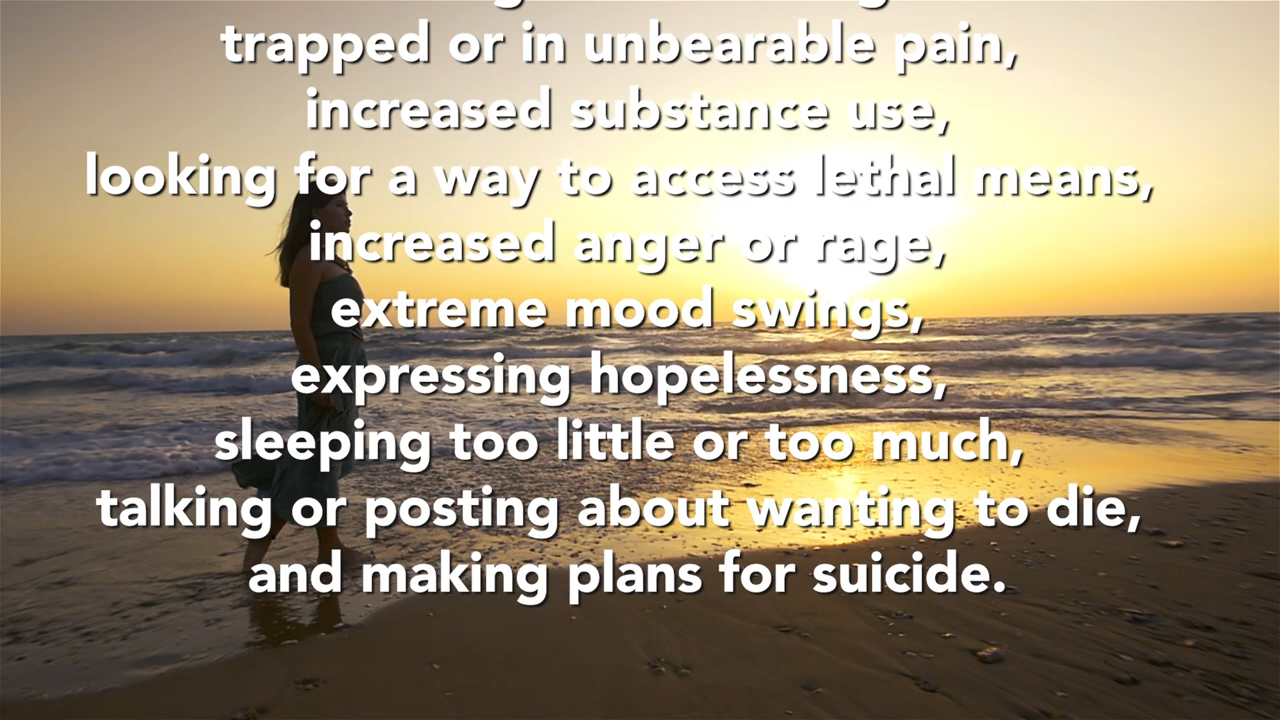 trapped or in unbearable pain,
increased substance use,
looking for a way to access lethal means,
increased anger or rage,
extreme mood swings,
expressing hopelessness,
sleeping too little or too much,
talking or posting about wanting to die,
and making plans for suicide.